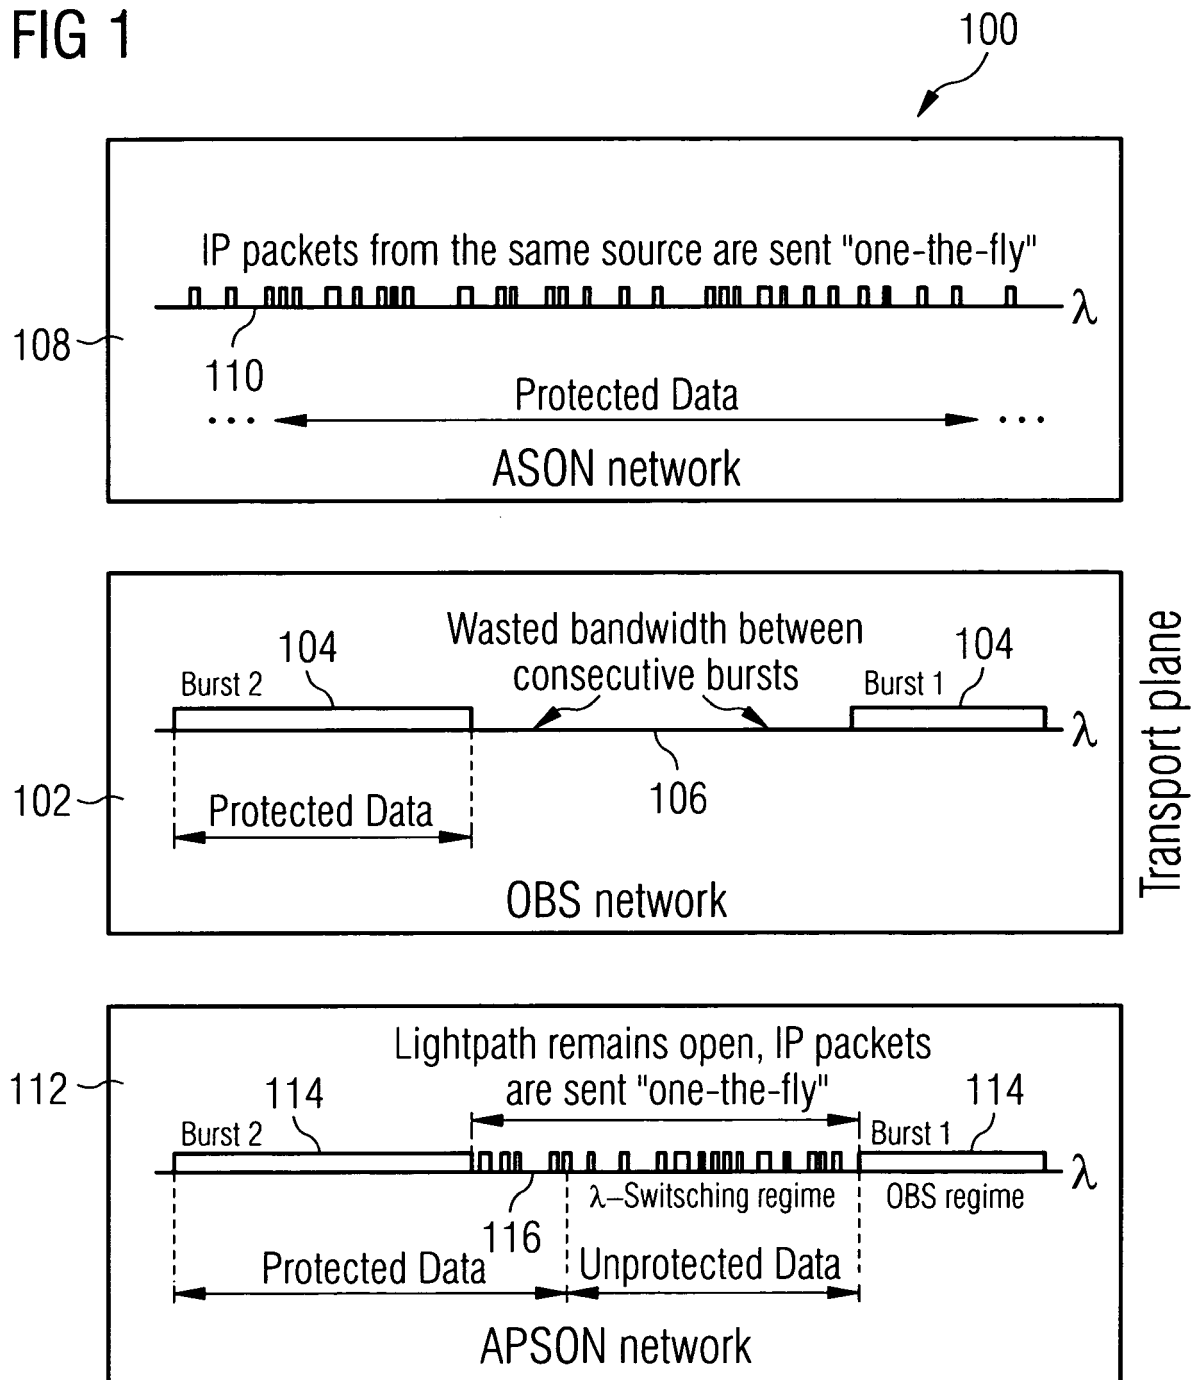 FIG 1
100
IP packets from the same source are sent "one-the-fly"
λ
108
110
Protected Data
... ...
ASON network
Wasted bandwidth between
consecutive bursts
104
104
Burst 2
Burst 1
λ
102
106
Protected Data
OBS network
Transport plane
Lightpath remains open, IP packets
are sent "one-the-fly"
112
114
114
Burst 2
Burst 1
λ
λ–Switsching regime
OBS regime
116
Protected Data
Unprotected Data
APSON network